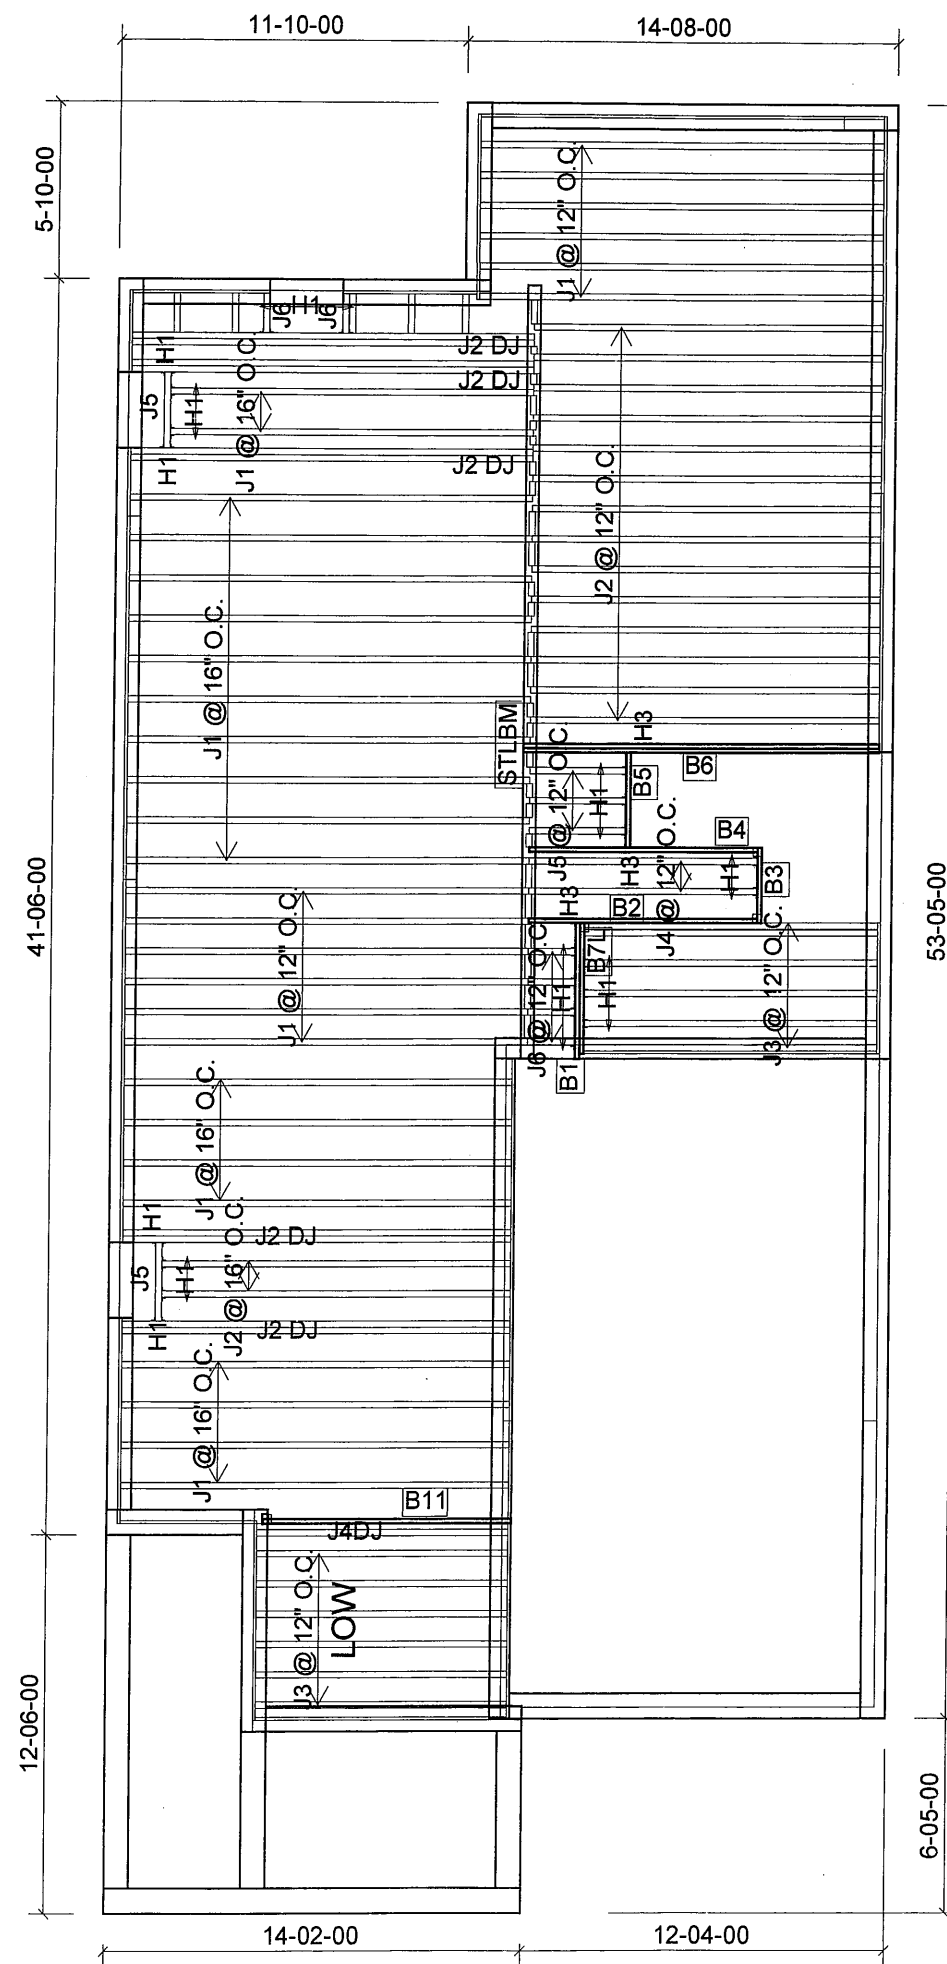 11-10-00
14-08-00
5-10-00
J1 @ 12" O.C.
H1
J6
J6
H1
J2 DJ
J2 DJ
J5
H1
J1 @ 16" O.C.
H1
J2 DJ
J2 @ 12" O.C.
J1 @ 16" O.C.
STLBM
H3
B6
B5
J5 @ 12" O.C.
H1
B4
H3
J4 @ 12" O.C.
H1
B3
H3
B2
41-06-00
53-05-00
J1 @ 12" O.C.
J6 @ 12" O.C.
H1
B7L
H1
J3 @ 12" O.C.
B1
J1 @ 16" O.C.
H1
J2 DJ
J5
H1
J2 @ 16" O.C.
H1
J2 DJ
J1 @ 16" O.C.
B11
J4DJ
J3 @ 12" O.C.
LOW
12-06-00
6-05-00
14-02-00
12-04-00